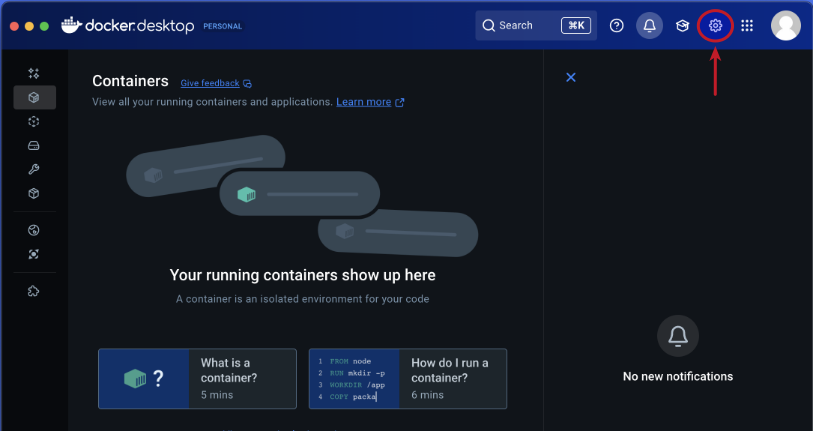 docker.desktop PERSONAL
Search ⌘K
Containers Give feedback
View all your running containers and applications. Learn more
Your running containers show up here
A container is an isolated environment for your code
What is a
container?
5 mins
?
1 FROM node
2 RUN mkdir -p
3 WORKDIR /app
4 COPY packa
How do I run a
container?
6 mins
No new notifications